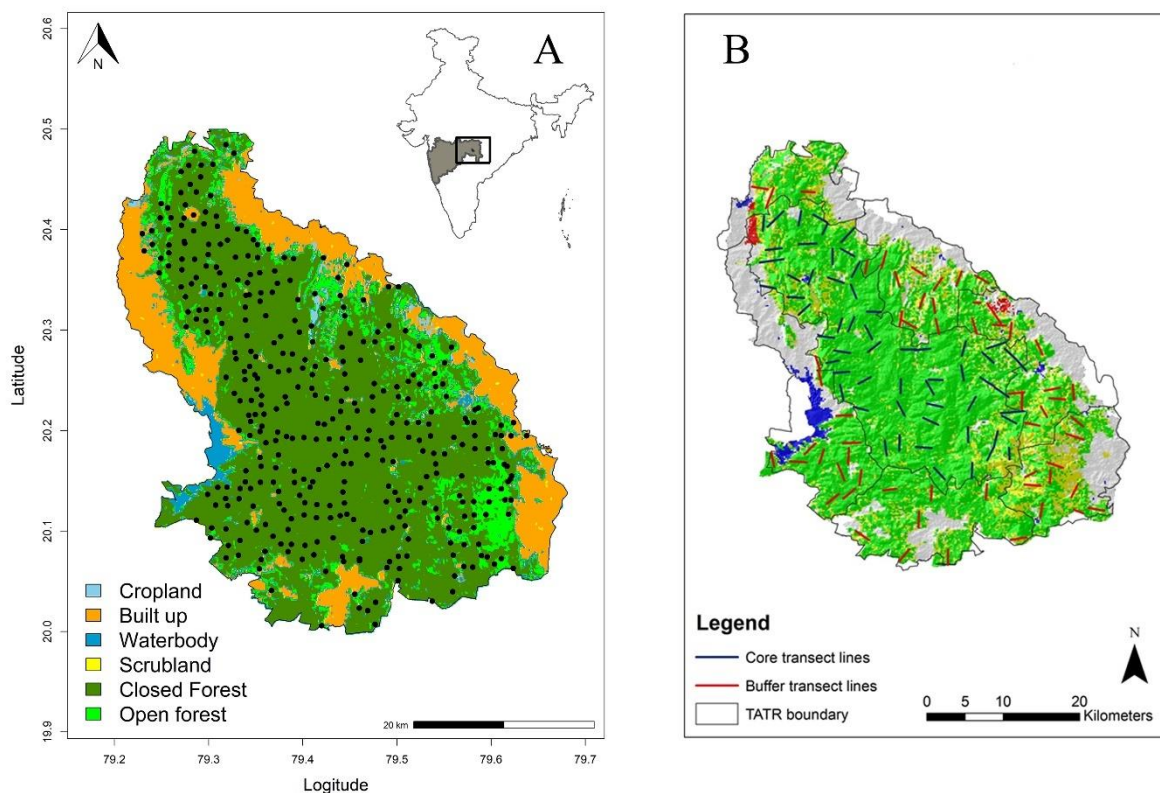 A
N
20.6
20.5
20.4
20.3
20.2
20.1
20.0
19.9
Latitude
Cropland
Built up
Waterbody
Scrubland
Closed Forest
Open forest
20 km
79.2 79.3 79.4 79.5 79.6 79.7
Logitude
B
Legend
Core transect lines
Buffer transect lines
TATR boundary
N
0 5 10 20
Kilometers